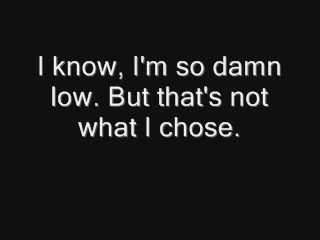 I know, I'm so damn
low. But that's not
what I chose.